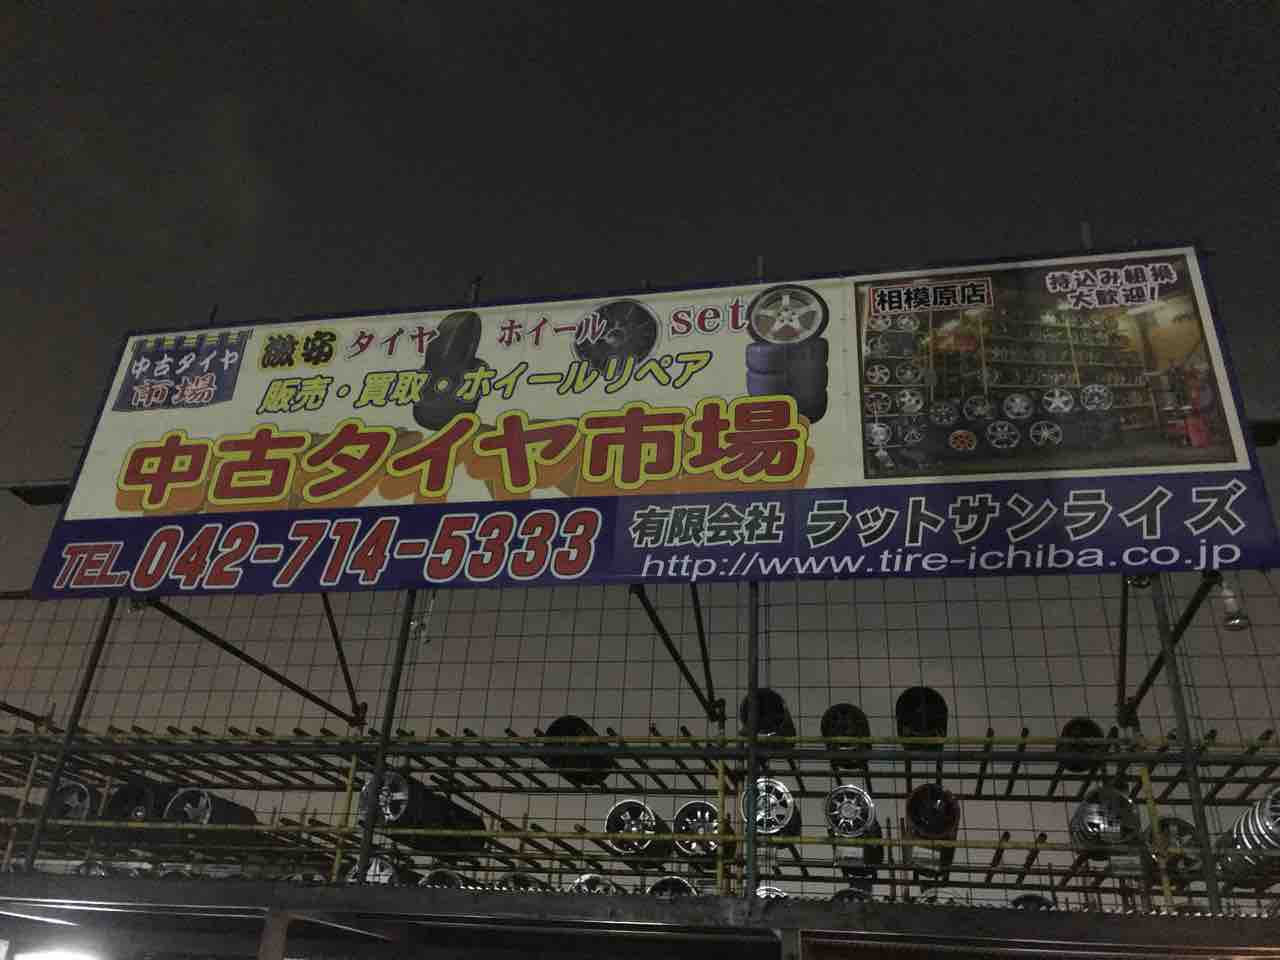 中古タイヤ
市場
激安 タイヤ ホイール set
販売・買取・ホイールリペア
中古タイヤ市場
TEL.042-714-5333
相模原店
持込み組換
大歓迎!
有限会社 ラットサンライズ
http://www.tire-ichiba.co.jp